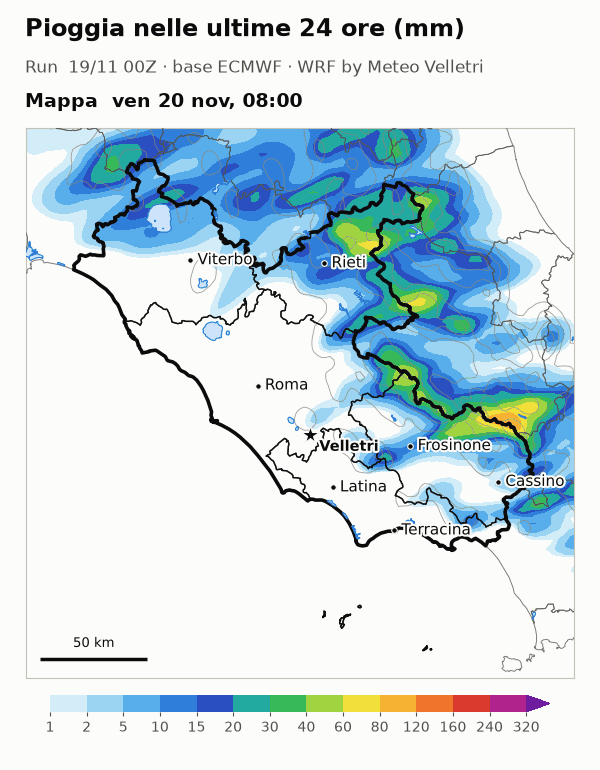 Pioggia nelle ultime 24 ore (mm)
Run  19/11 00Z · base ECMWF · WRF by Meteo Velletri
Mappa  ven 20 nov, 08:00
Viterbo
Rieti
Roma
Velletri
Frosinone
Cassino
Latina
Terracina
50 km
1 2 5 10 15 20 30 40 60 80 120 160 240 320